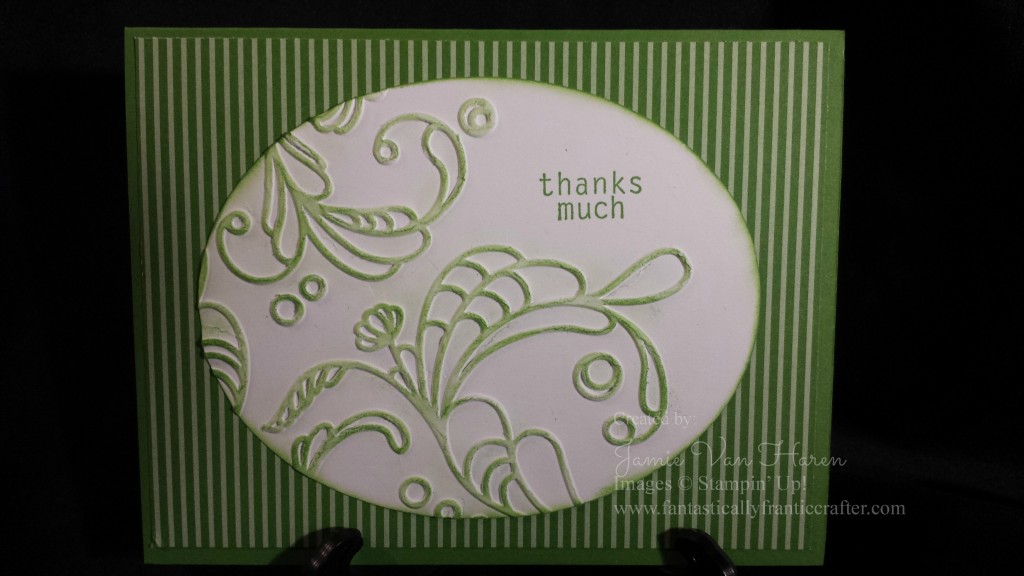 thanks
much
Created by:
Jamie Van Haren
Images © Stampin' Up!
www.fantasticallyfranticcrafter.com